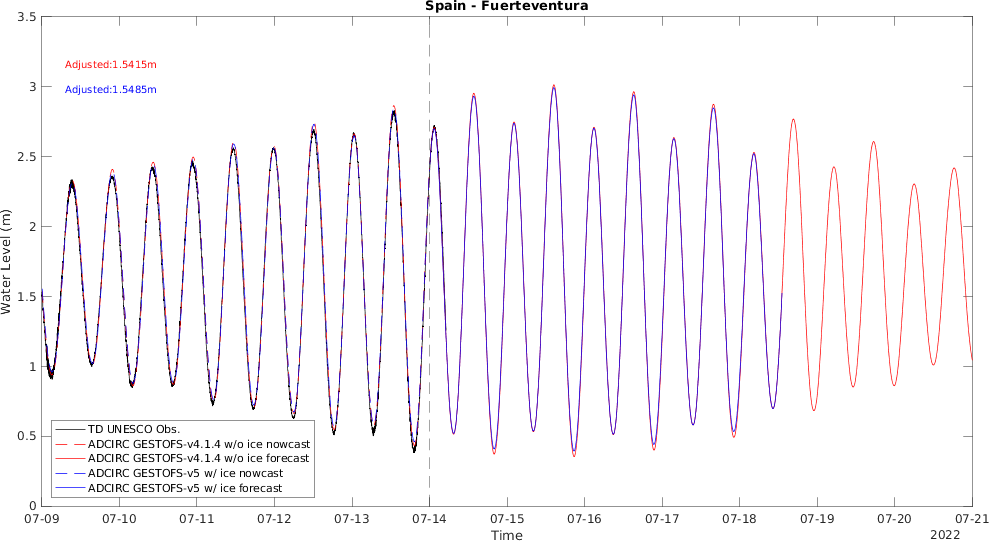 Spain - Fuerteventura
3.5
Adjusted:1.5415m
3
Adjusted:1.5485m
2.5
2
Water Level (m)
1.5
1
0.5
TD UNESCO Obs.
ADCIRC GESTOFS-v4.1.4 w/o ice nowcast
ADCIRC GESTOFS-v4.1.4 w/o ice forecast
ADCIRC GESTOFS-v5 w/ ice nowcast
ADCIRC GESTOFS-v5 w/ ice forecast
0
07-09 07-10 07-11 07-12 07-13 07-14 07-15 07-16 07-17 07-18 07-19 07-20 07-21
Time
2022